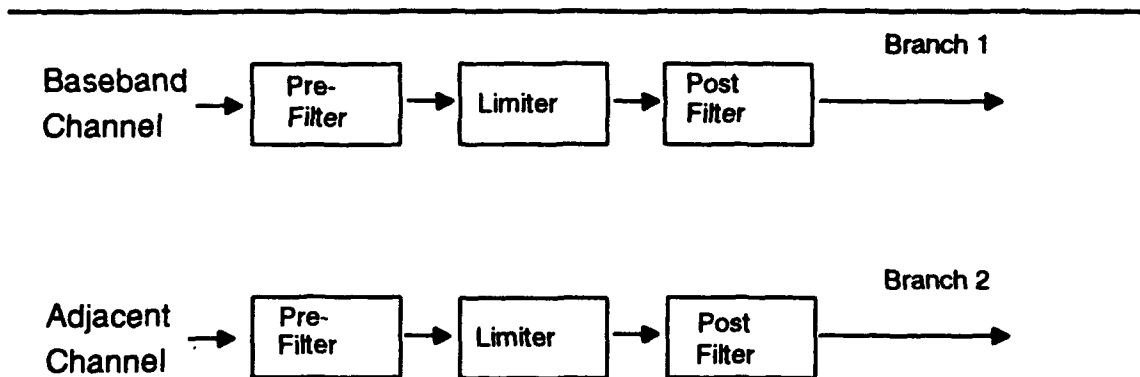 Branch 1
Baseband
Channel
Pre-
Filter
Limiter
Post
Filter
Branch 2
Adjacent
Channel
Pre-
Filter
Limiter
Post
Filter